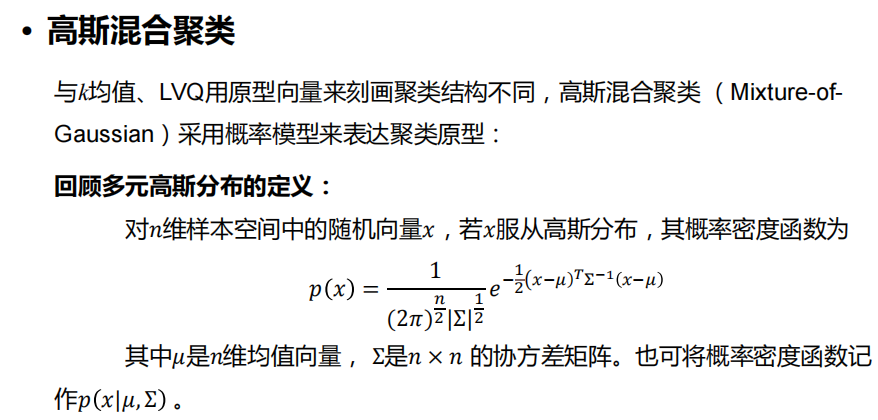 • 高斯混合聚类
与k均值、LVQ用原型向量来刻画聚类结构不同，高斯混合聚类（Mixture-of-
Gaussian）采用概率模型来表达聚类原型：
回顾多元高斯分布的定义：
对n维样本空间中的随机向量x，若x服从高斯分布，其概率密度函数为
p(x) = \frac{1}{(2π)^{\frac{n}{2}}|Σ|^{\frac{1}{2}}} e^{-\frac{1}{2}(x−μ)^T Σ^{−1}(x−μ)}
其中μ是n维均值向量， Σ是n × n 的协方差矩阵。也可将概率密度函数记
作p(x|μ, Σ) 。